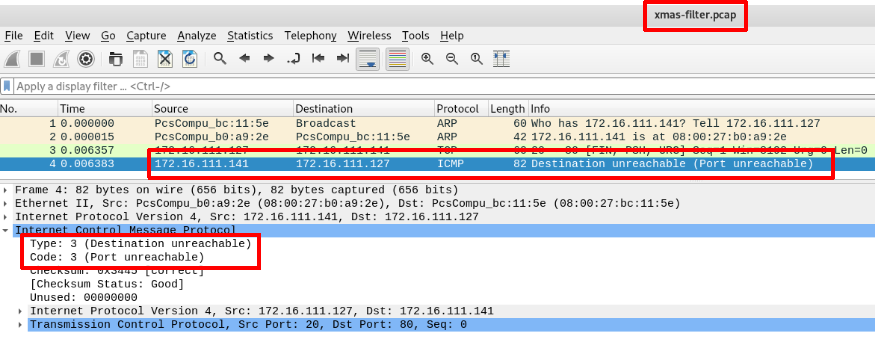 xmas-filter.pcap
File Edit View Go Capture Analyze Statistics Telephony Wireless Tools Help
Apply a display filter ... <Ctrl-/>
No. Time Source Destination Protocol Length Info
1 0.000000 PcsCompu_bc:11:5e Broadcast ARP 60 Who has 172.16.111.141? Tell 172.16.111.127
2 0.000015 PcsCompu_b0:a9:2e PcsCompu_bc:11:5e ARP 42 172.16.111.141 is at 08:00:27:b0:a9:2e
3 0.006357 172.16.111.127 172.16.111.141 TCP 60 20 → 80 [FIN, PSH, URG] Seq=1 Win=8192 Urg=0 Len=0
4 0.006383 172.16.111.141 172.16.111.127 ICMP 82 Destination unreachable (Port unreachable)
Frame 4: 82 bytes on wire (656 bits), 82 bytes captured (656 bits)
Ethernet II, Src: PcsCompu_b0:a9:2e (08:00:27:b0:a9:2e), Dst: PcsCompu_bc:11:5e (08:00:27:bc:11:5e)
Internet Protocol Version 4, Src: 172.16.111.141, Dst: 172.16.111.127
Internet Control Message Protocol
Type: 3 (Destination unreachable)
Code: 3 (Port unreachable)
Checksum: 0x3445 [correct]
[Checksum Status: Good]
Unused: 00000000
Internet Protocol Version 4, Src: 172.16.111.127, Dst: 172.16.111.141
Transmission Control Protocol, Src Port: 20, Dst Port: 80, Seq: 0